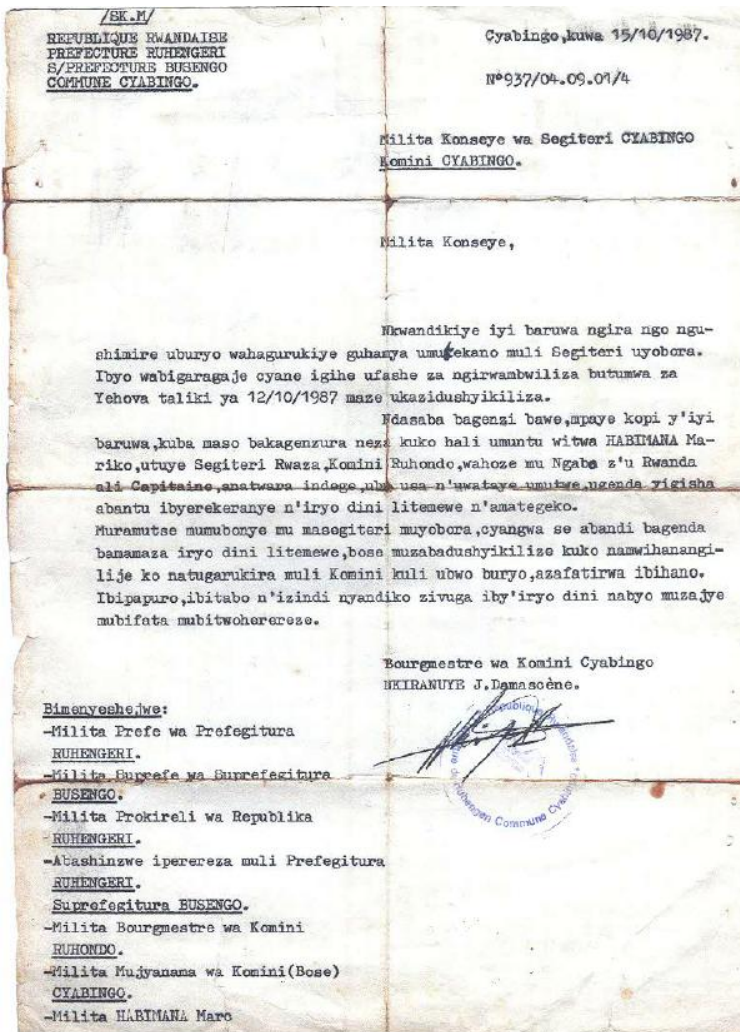 /SK.M/
REPUBLIQUE RWANDAISE
PREFECTURE RUHENGERI
S/PREFECTURE BUSENGO
COMMUNE CYABINGO.
Cyabingo,kuwa 15/10/1987.
N°937/04.09.01/4
Milita Konseye wa Segiteri CYABINGO
Komini CYABINGO.
Milita Konseye,
Nkwandikiye iyi baruwa ngira ngo ngu-
shimire uburyo wahagurukiye guhanya umutekano muli Segiteri uyobora.
Ibyo wabigaragaje cyane igihe ufashe za ngirwambwiliza butumwa za
Yehova taliki ya 12/10/1987 maze ukazidushyikiliza.
Ndasaba bagenzi bawe,mpaye kopi y'iyi
baruwa,kuba maso bakagenzura neza kuko hali umuntu witwa HABIMANA Ma-
riko,utuye Segiteri Rwaza,Komini Ruhondo,wahoze mu Ngabo z'u Rwanda
ali Capitaine,anatwara indege,ubu usa n'uwataye umutwe,ugenda yigisha
abantu ibyerekeranye n'iryo dini litemewe n'amategeko.
Muramutse mumubonye mu masegiteri muyobora,cyangwa se abandi bagenda
bamamaza iryo dini litemewe,bose muzabadushyikilize kuko namwihanangi-
lije ko natugarukira muli Komini kuli ubwo buryo,azafatirwa ibihano.
Ibipapuro,ibitabo n'izindi nyandiko zivuga iby'iryo dini nabyo muzajye
mubifata mubitwoherereze.
Bourgmestre wa Komini Cyabingo
NKIRANUYE J.Damascène.
Bimenyeshejwe:
-Milita Prefe wa Prefegitura
RUHENGERI.
-Milita Suprefe wa Suprefegitura
BUSENGO.
-Milita Prokireli wa Republika
RUHENGERI.
-Abashinzwe iperereza muli Prefegitura
RUHENGERI.
Suprefegitura BUSENGO.
-Milita Bourgmestre wa Komini
RUHONDO.
-Milita Mujyanama wa Komini(Bose)
CYABINGO.
-Milita HABIMANA Marc
République Rwandaise
Ruhengeri Commune Cyabingo